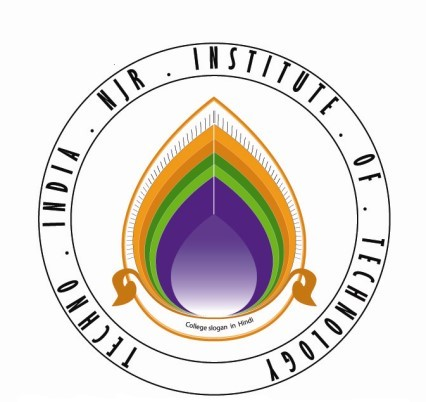 TECHNO . INDIA . NJR . INSTITUTE . OF . TECHNOLOGY
College slogan in Hindi